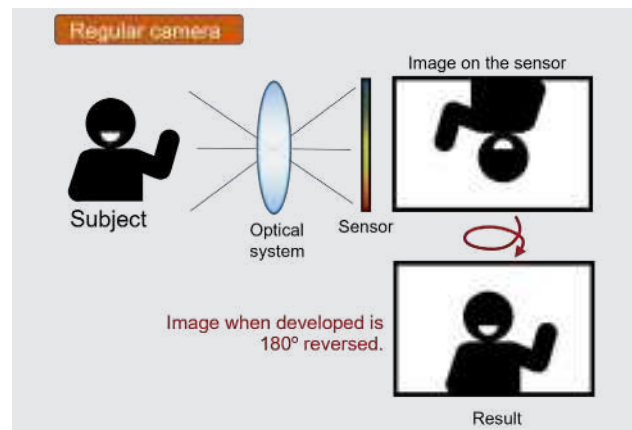 Regular camera
Image on the sensor
Subject
Optical
system
Sensor
Image when developed is
180º reversed.
Result